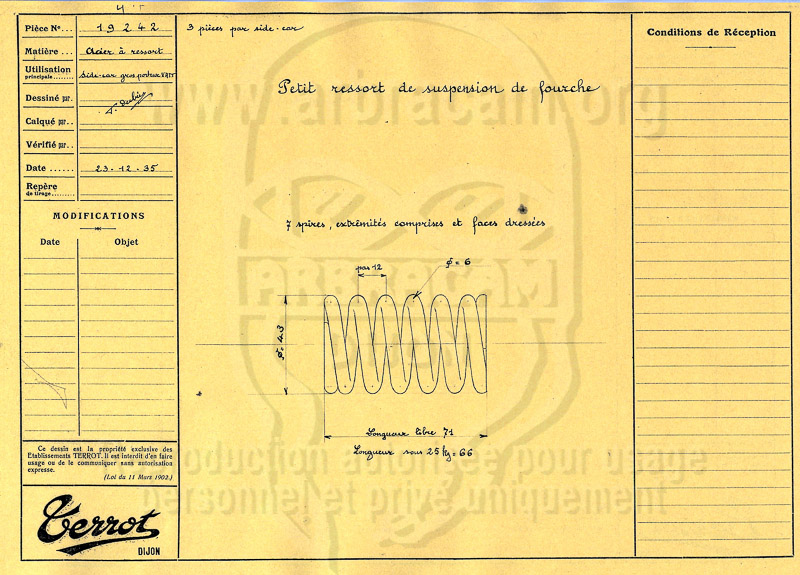 Pièce N°... 19242
Matière ... Acier à ressort
Utilisation principale........ Side-car gros porteur VATT
Dessiné par.
Calqué par..
Vérifié par..
Date ...... 23-12-35
Repère de tirage.........
MODIFICATIONS
Date Objet
Ce dessin est la propriété exclusive des
Etablissements TERROT. Il est interdit d'en faire
usage ou de le communiquer sans autorisation
expresse.
(Loi du 11 Mars 1902.)
Terrot
DIJON
3 pièces par side-car
Petit ressort de suspension de fourche
7 spires, extrêmités comprises et faces dressées
pas 12
φ = 6
φ = 43
Longueur libre 71
Longueur sous 25 kg = 66
Conditions de Réception
www.arbracam.org
ARBRACAM
Reproduction autorisée pour usage
personnel et privé uniquement